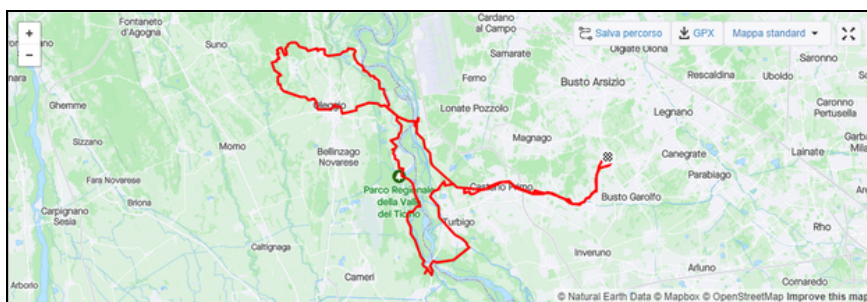 Fontaneto
d'Agogna
Suno
Cardano
al Campo
Salva percorso
GPX
Mappa standard
+
−
Samarate
Olgiate Olona
Saronno
Ferno
Busto Arsizio
Rescaldina
Uboldo
Ghemme
Oleggio
Lonate Pozzolo
Legnano
Caronno
Pertusella
Sizzano
Momo
Magnago
Bellinzago
Novarese
Canegrate
Lainate
Parabiago
Fara Novarese
Parco Regionale
della Valle
del Ticino
Castano Primo
Busto Garolfo
Briona
Carpignano
Sesia
Turbigo
Rho
Caltignaga
Inveruno
Cameri
Arluno
Cornaredo
Arborio
© Natural Earth Data © Mapbox © OpenStreetMap Improve this map